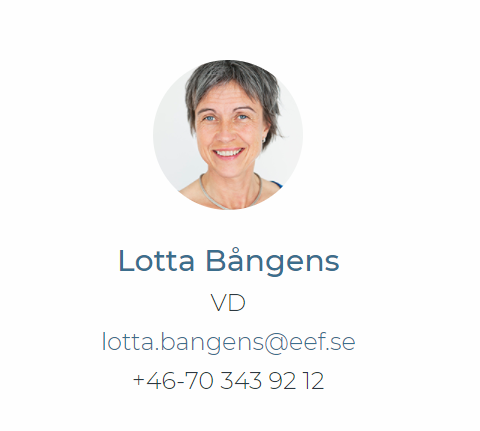 Lotta Bångens
VD
lotta.bangens@eef.se
+46-70 343 92 12